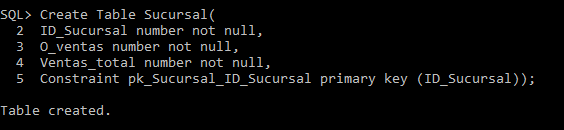 SQL> Create Table Sucursal(
  2  ID_Sucursal number not null,
  3  O_ventas number not null,
  4  Ventas_total number not null,
  5  Constraint pk_Sucursal_ID_Sucursal primary key (ID_Sucursal));
Table created.